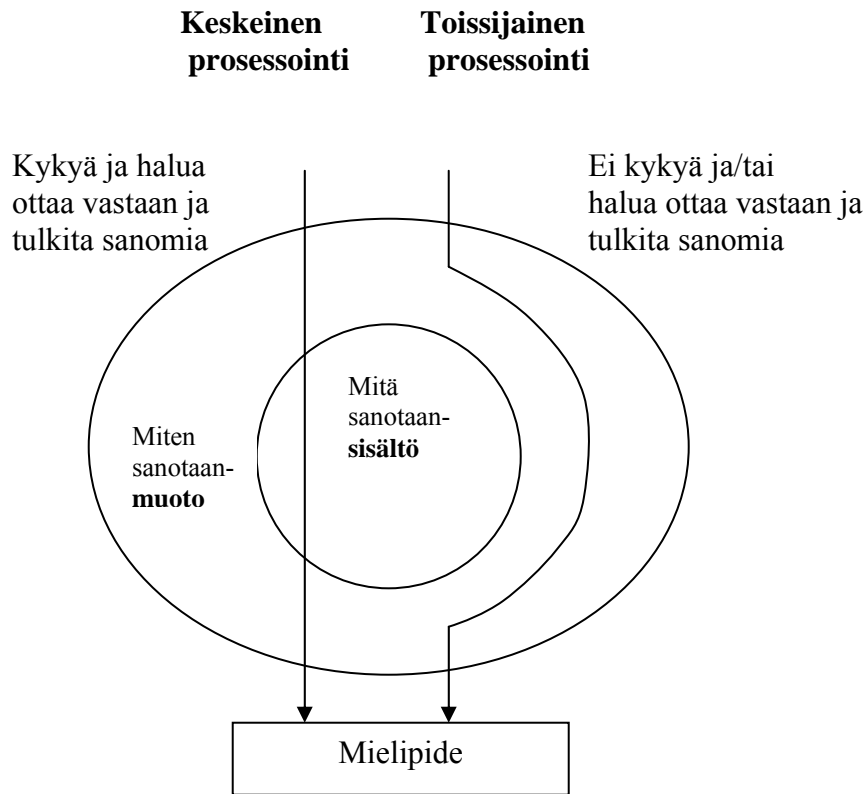 Keskeinen
prosessointi
Toissijainen
prosessointi
Kykyä ja halua
ottaa vastaan ja
tulkita sanomia
Ei kykyä ja/tai
halua ottaa vastaan ja
tulkita sanomia
Miten
sanotaan-
muoto
Mitä
sanotaan-
sisältö
Mielipide